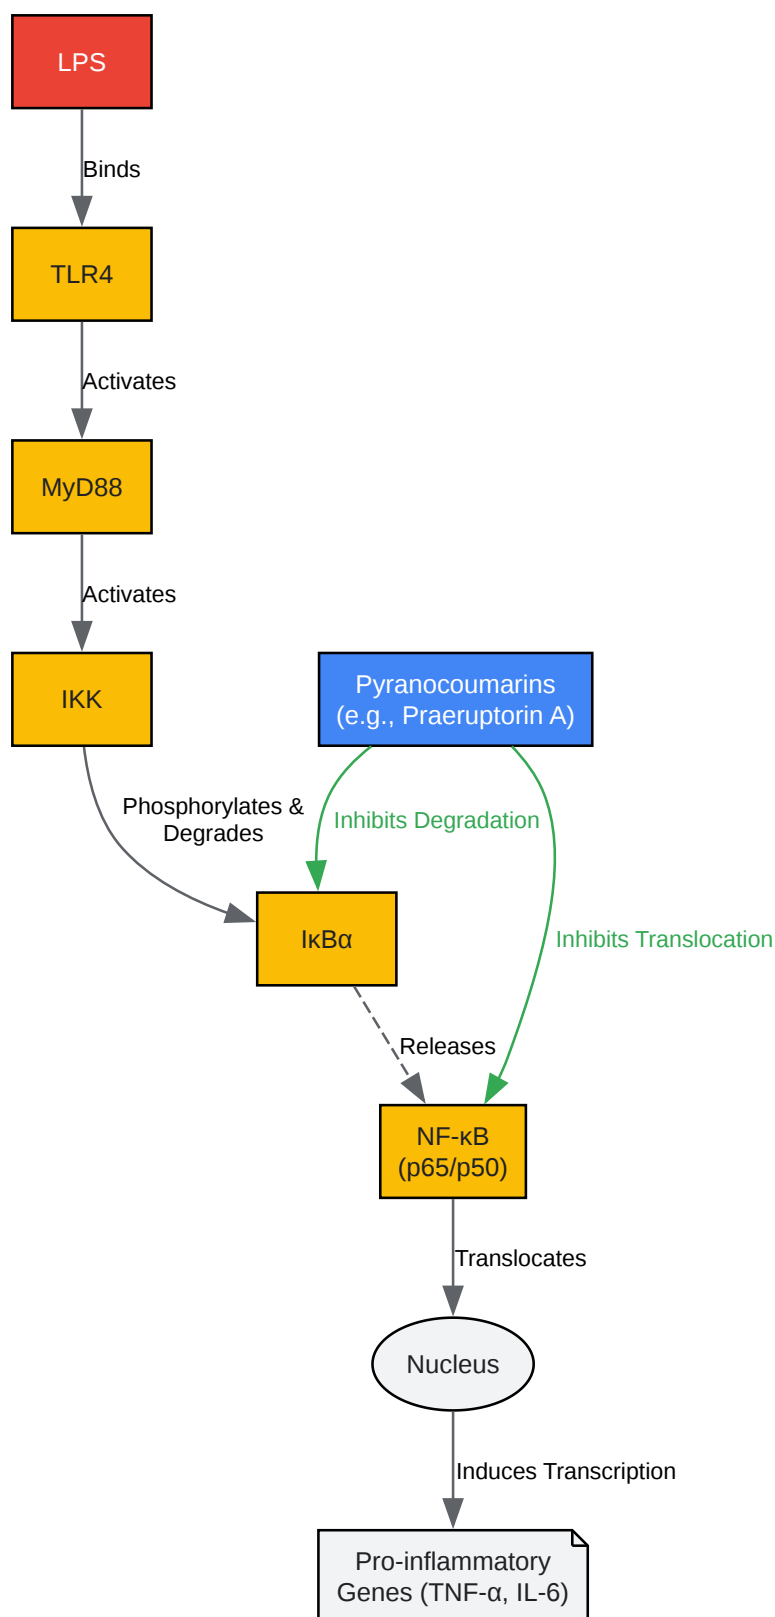 LPS
Binds
TLR4
Activates
MyD88
Activates
IKK
Pyranocoumarins
(e.g., Praeruptorin A)
Phosphorylates &
Degrades
Inhibits Degradation
IκBα
Inhibits Translocation
Releases
NF-κB
(p65/p50)
Translocates
Nucleus
Induces Transcription
Pro-inflammatory
Genes (TNF-α, IL-6)